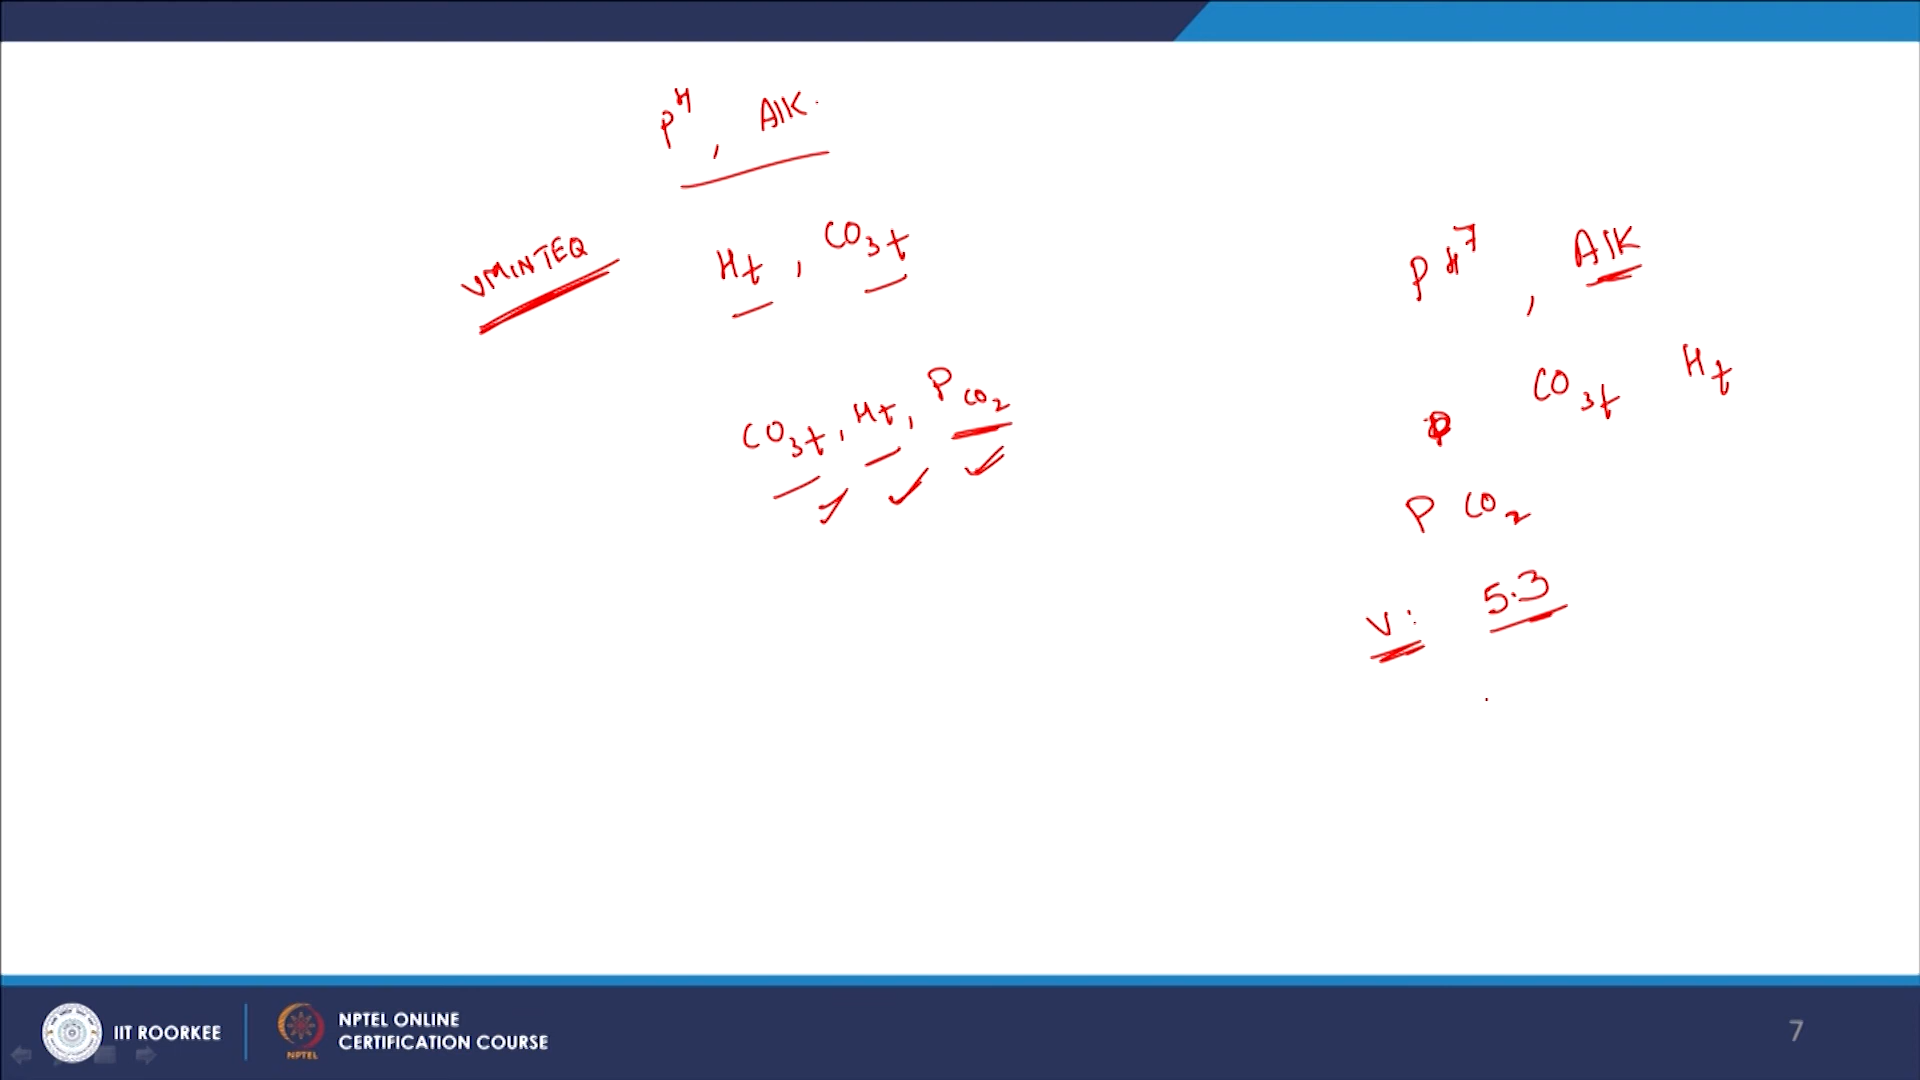 pH, Alk.
VMINTEQ
Ht, CO3t
CO3t, Ht, PCO2
pH 7, Alk
CO3t Ht
P CO2
V: 5.3
IIT ROORKEE
NPTEL
NPTEL ONLINE
CERTIFICATION COURSE
7